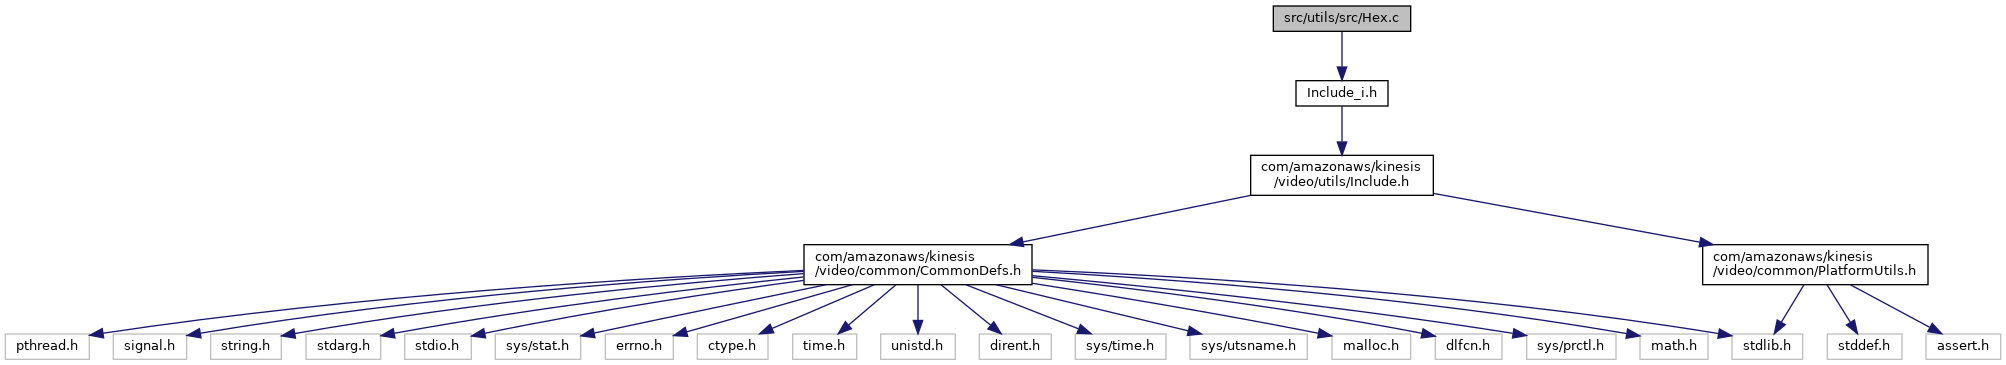 src/utils/src/Hex.c
Include_i.h
com/amazonaws/kinesis
/video/utils/Include.h
com/amazonaws/kinesis
/video/common/CommonDefs.h
com/amazonaws/kinesis
/video/common/PlatformUtils.h
pthread.h
signal.h
string.h
stdarg.h
stdio.h
sys/stat.h
errno.h
ctype.h
time.h
unistd.h
dirent.h
sys/time.h
sys/utsname.h
malloc.h
dlfcn.h
sys/prctl.h
math.h
stdlib.h
stddef.h
assert.h